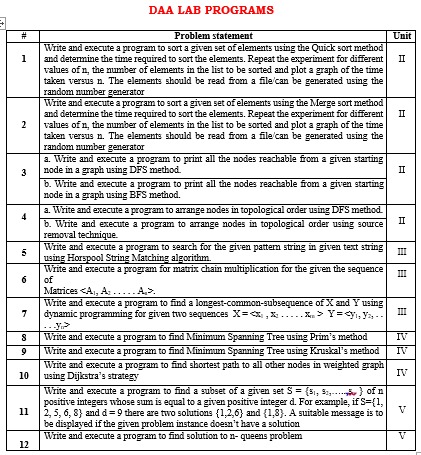 DAA LAB PROGRAMS
# Problem statement Unit
Write and execute a program to sort a given set of elements using the Quick sort method
1 and determine the time required to sort the elements. Repeat the experiment for different II
values of n, the number of elements in the list to be sorted and plot a graph of the time
taken versus n. The elements should be read from a file/can be generated using the
random number generator
Write and execute a program to sort a given set of elements using the Merge sort method
and determine the time required to sort the elements. Repeat the experiment for different II
2 values of n, the number of elements in the list to be sorted and plot a graph of the time
taken versus n. The elements should be read from a file/can be generated using the
random number generator
a. Write and execute a program to print all the nodes reachable from a given starting
3 node in a graph using DFS method. II
b. Write and execute a program to print all the nodes reachable from a given starting
node in a graph using BFS method.
a. Write and execute a program to arrange nodes in topological order using DFS method.
4 b. Write and execute a program to arrange nodes in topological order using source II
removal technique.
5 Write and execute a program to search for the given pattern string in given text string III
using Horspool String Matching algorithm.
Write and execute a program for matrix chain multiplication for the given the sequence III
6 of
Matrices <A₁, A₂ ..... Aₙ>.
Write and execute a program to find a longest-common-subsequence of X and Y using
7 dynamic programming for given two sequences X = <x₁ , x₂ ..... xₘ > Y = <y₁, y₂, . . III
. . .yₙ>
8 Write and execute a program to find Minimum Spanning Tree using Prim's method IV
9 Write and execute a program to find Minimum Spanning Tree using Kruskal's method IV
10 Write and execute a program to find shortest path to all other nodes in weighted graph IV
using Dijkstra's strategy
Write and execute a program to find a subset of a given set S = {s₁, s₂,.....sₙ } of n
positive integers whose sum is equal to a given positive integer d. For example, if S={1,
11 2, 5, 6, 8} and d = 9 there are two solutions {1,2,6} and {1,8}. A suitable message is to V
be displayed if the given problem instance doesn't have a solution
12 Write and execute a program to find solution to n- queens problem V